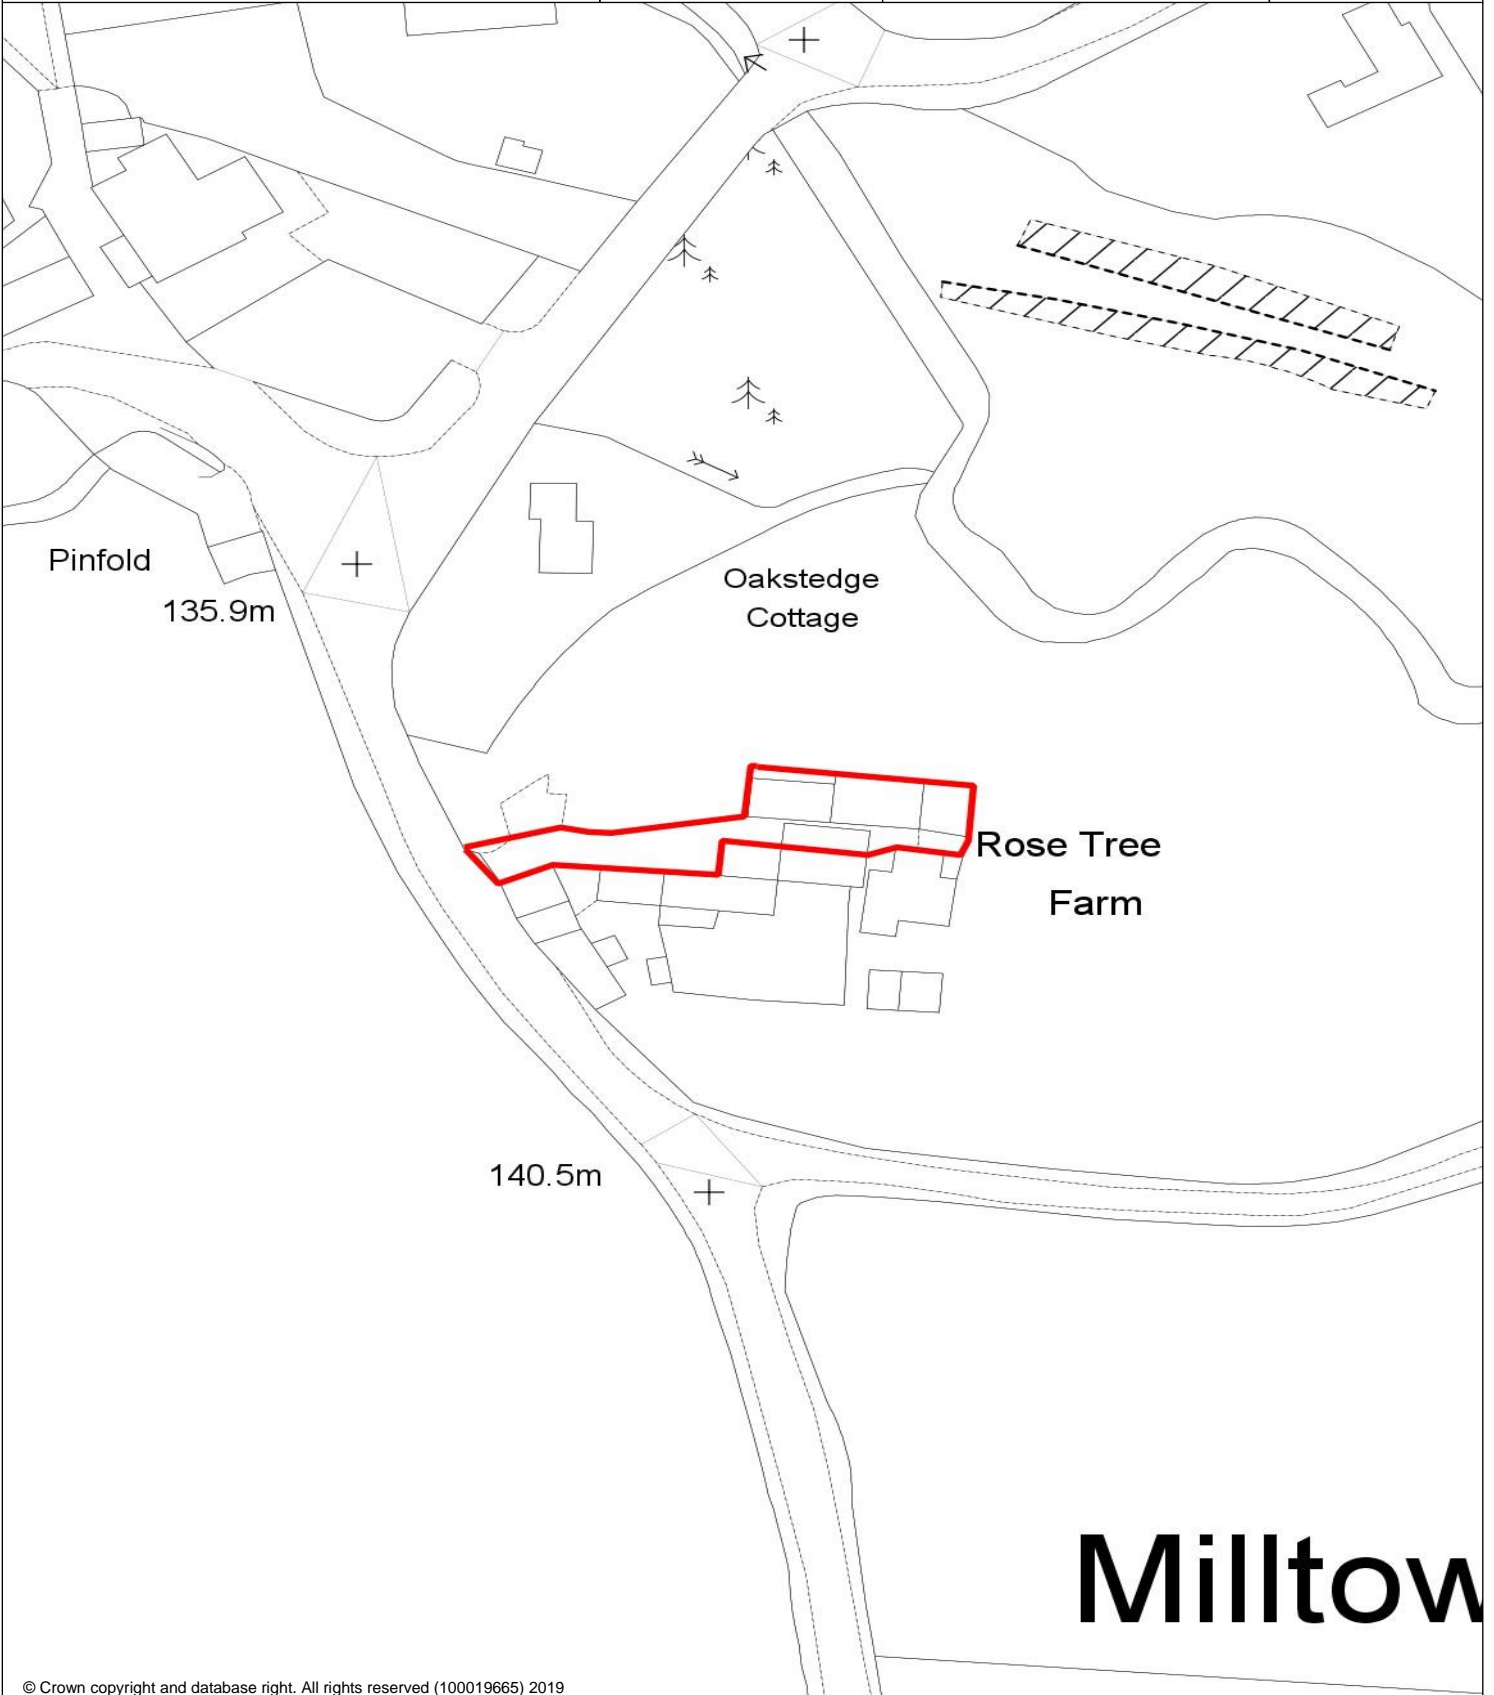 Pinfold
135.9m
Oakstedge
Cottage
Rose Tree
Farm
140.5m
Milltow
© Crown copyright and database right. All rights reserved (100019665) 2019